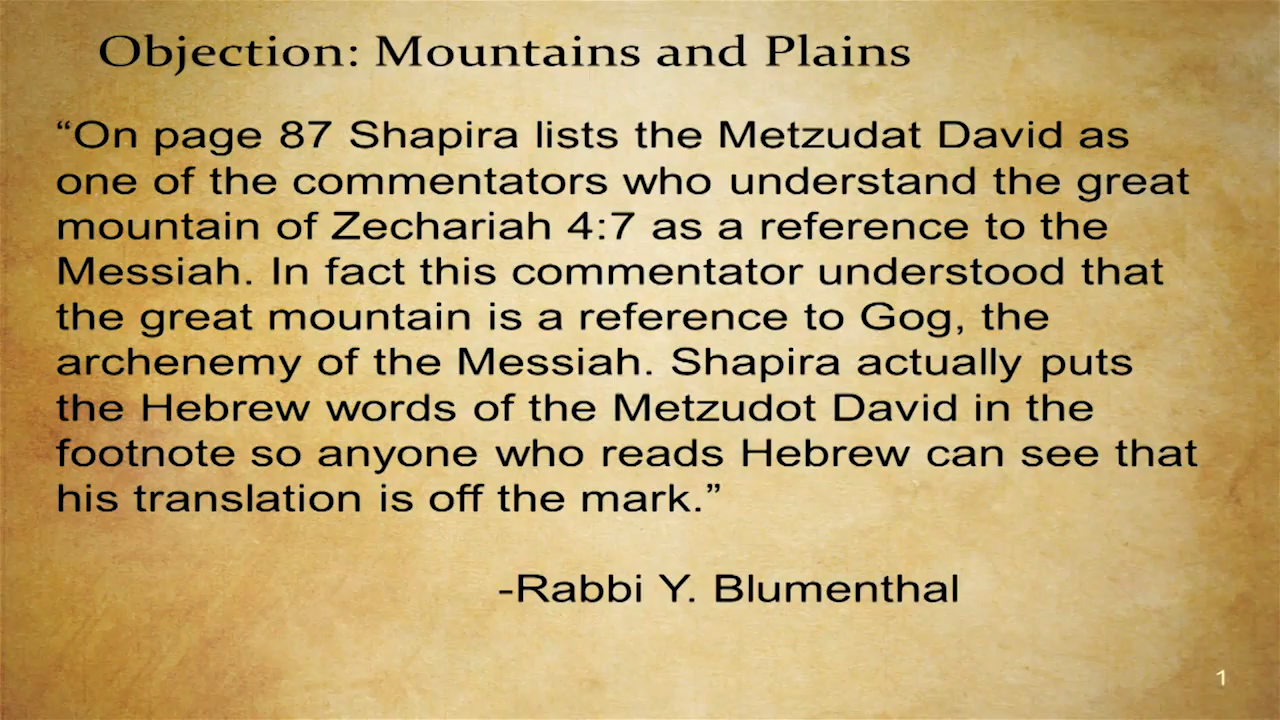 Objection: Mountains and Plains
“On page 87 Shapira lists the Metzudat David as
one of the commentators who understand the great
mountain of Zechariah 4:7 as a reference to the
Messiah. In fact this commentator understood that
the great mountain is a reference to Gog, the
archenemy of the Messiah. Shapira actually puts
the Hebrew words of the Metzudot David in the
footnote so anyone who reads Hebrew can see that
his translation is off the mark.”
-Rabbi Y. Blumenthal
1